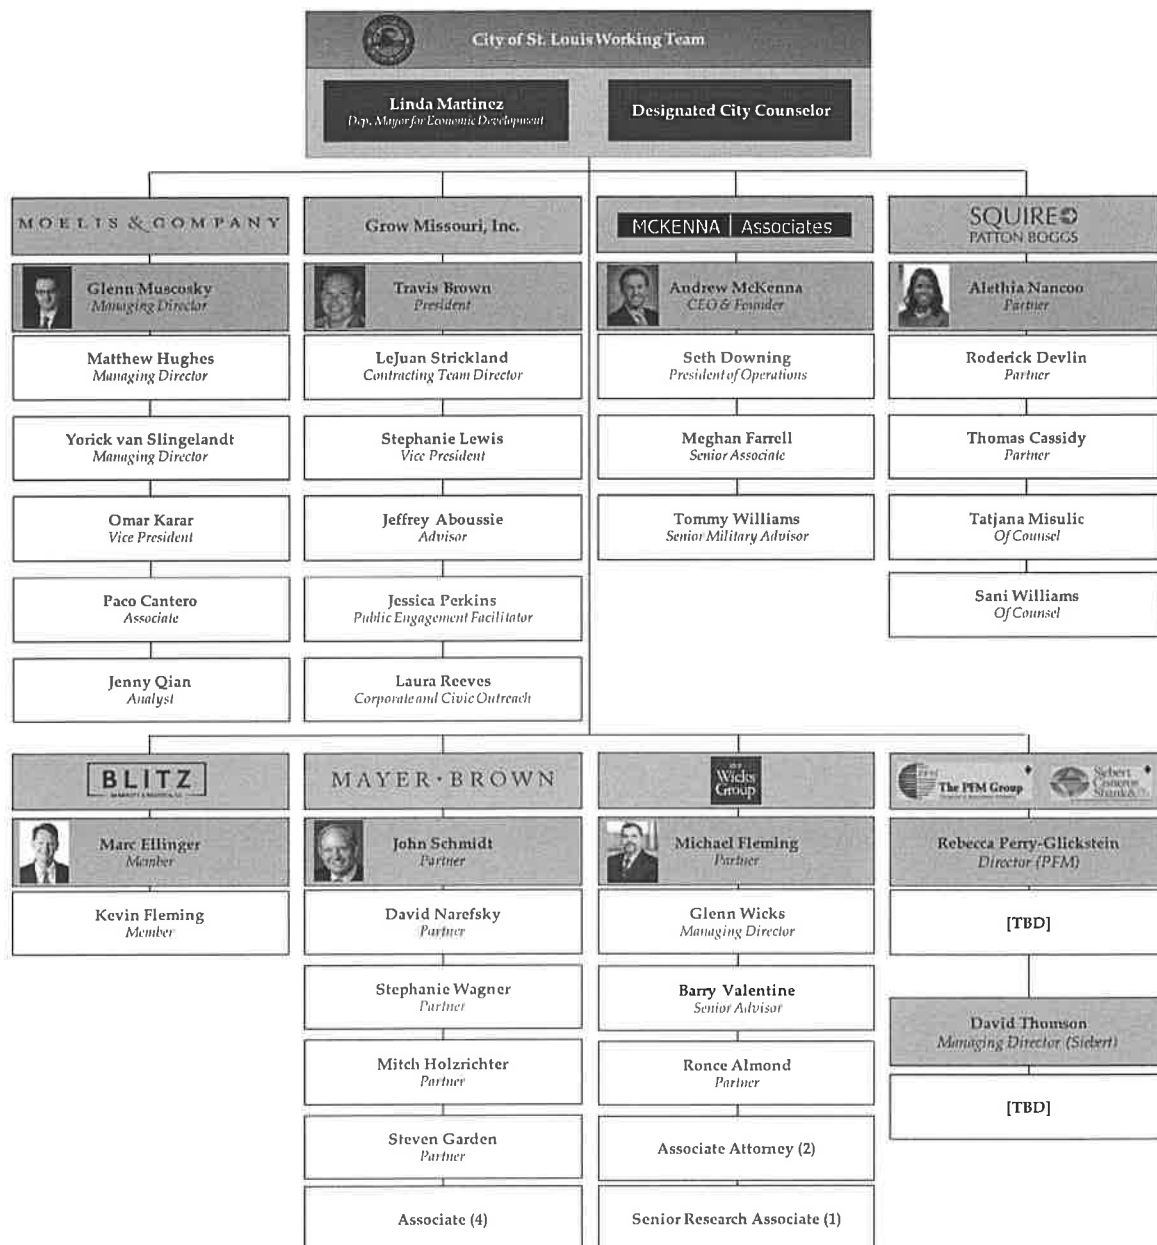 City of St. Louis Working Team
Linda Martinez
Dep. Mayor for Economic Development
Designated City Counselor
MOELIS & COMPANY
Glenn Muscosky
Managing Director
Matthew Hughes
Managing Director
Yorick van Slingelandt
Managing Director
Omar Karar
Vice President
Paco Cantero
Associate
Jenny Qian
Analyst
Grow Missouri, Inc.
Travis Brown
President
LeJuan Strickland
Contracting Team Director
Stephanie Lewis
Vice President
Jeffrey Aboussie
Advisor
Jessica Perkins
Public Engagement Facilitator
Laura Reeves
Corporate and Civic Outreach
MCKENNA | Associates
Andrew McKenna
CEO & Founder
Seth Downing
President of Operations
Meghan Farrell
Senior Associate
Tommy Williams
Senior Military Advisor
SQUIRE
PATTON BOGGS
Alethia Nancoo
Partner
Roderick Devlin
Partner
Thomas Cassidy
Partner
Tatjana Misulic
Of Counsel
Sani Williams
Of Counsel
BLITZ
Marc Ellinger
Member
Kevin Fleming
Member
MAYER · BROWN
John Schmidt
Partner
David Narefsky
Partner
Stephanie Wagner
Partner
Mitch Holzrichter
Partner
Steven Garden
Partner
Associate (4)
Wicks
Group
Michael Fleming
Partner
Glenn Wicks
Managing Director
Barry Valentine
Senior Advisor
Ronce Almond
Partner
Associate Attorney (2)
Senior Research Associate (1)
PFM
The PFM Group
Siebert
Cisneros
Shank &
Rebecca Perry-Glickstein
Director (PFM)
[TBD]
David Thomson
Managing Director (Siebert)
[TBD]